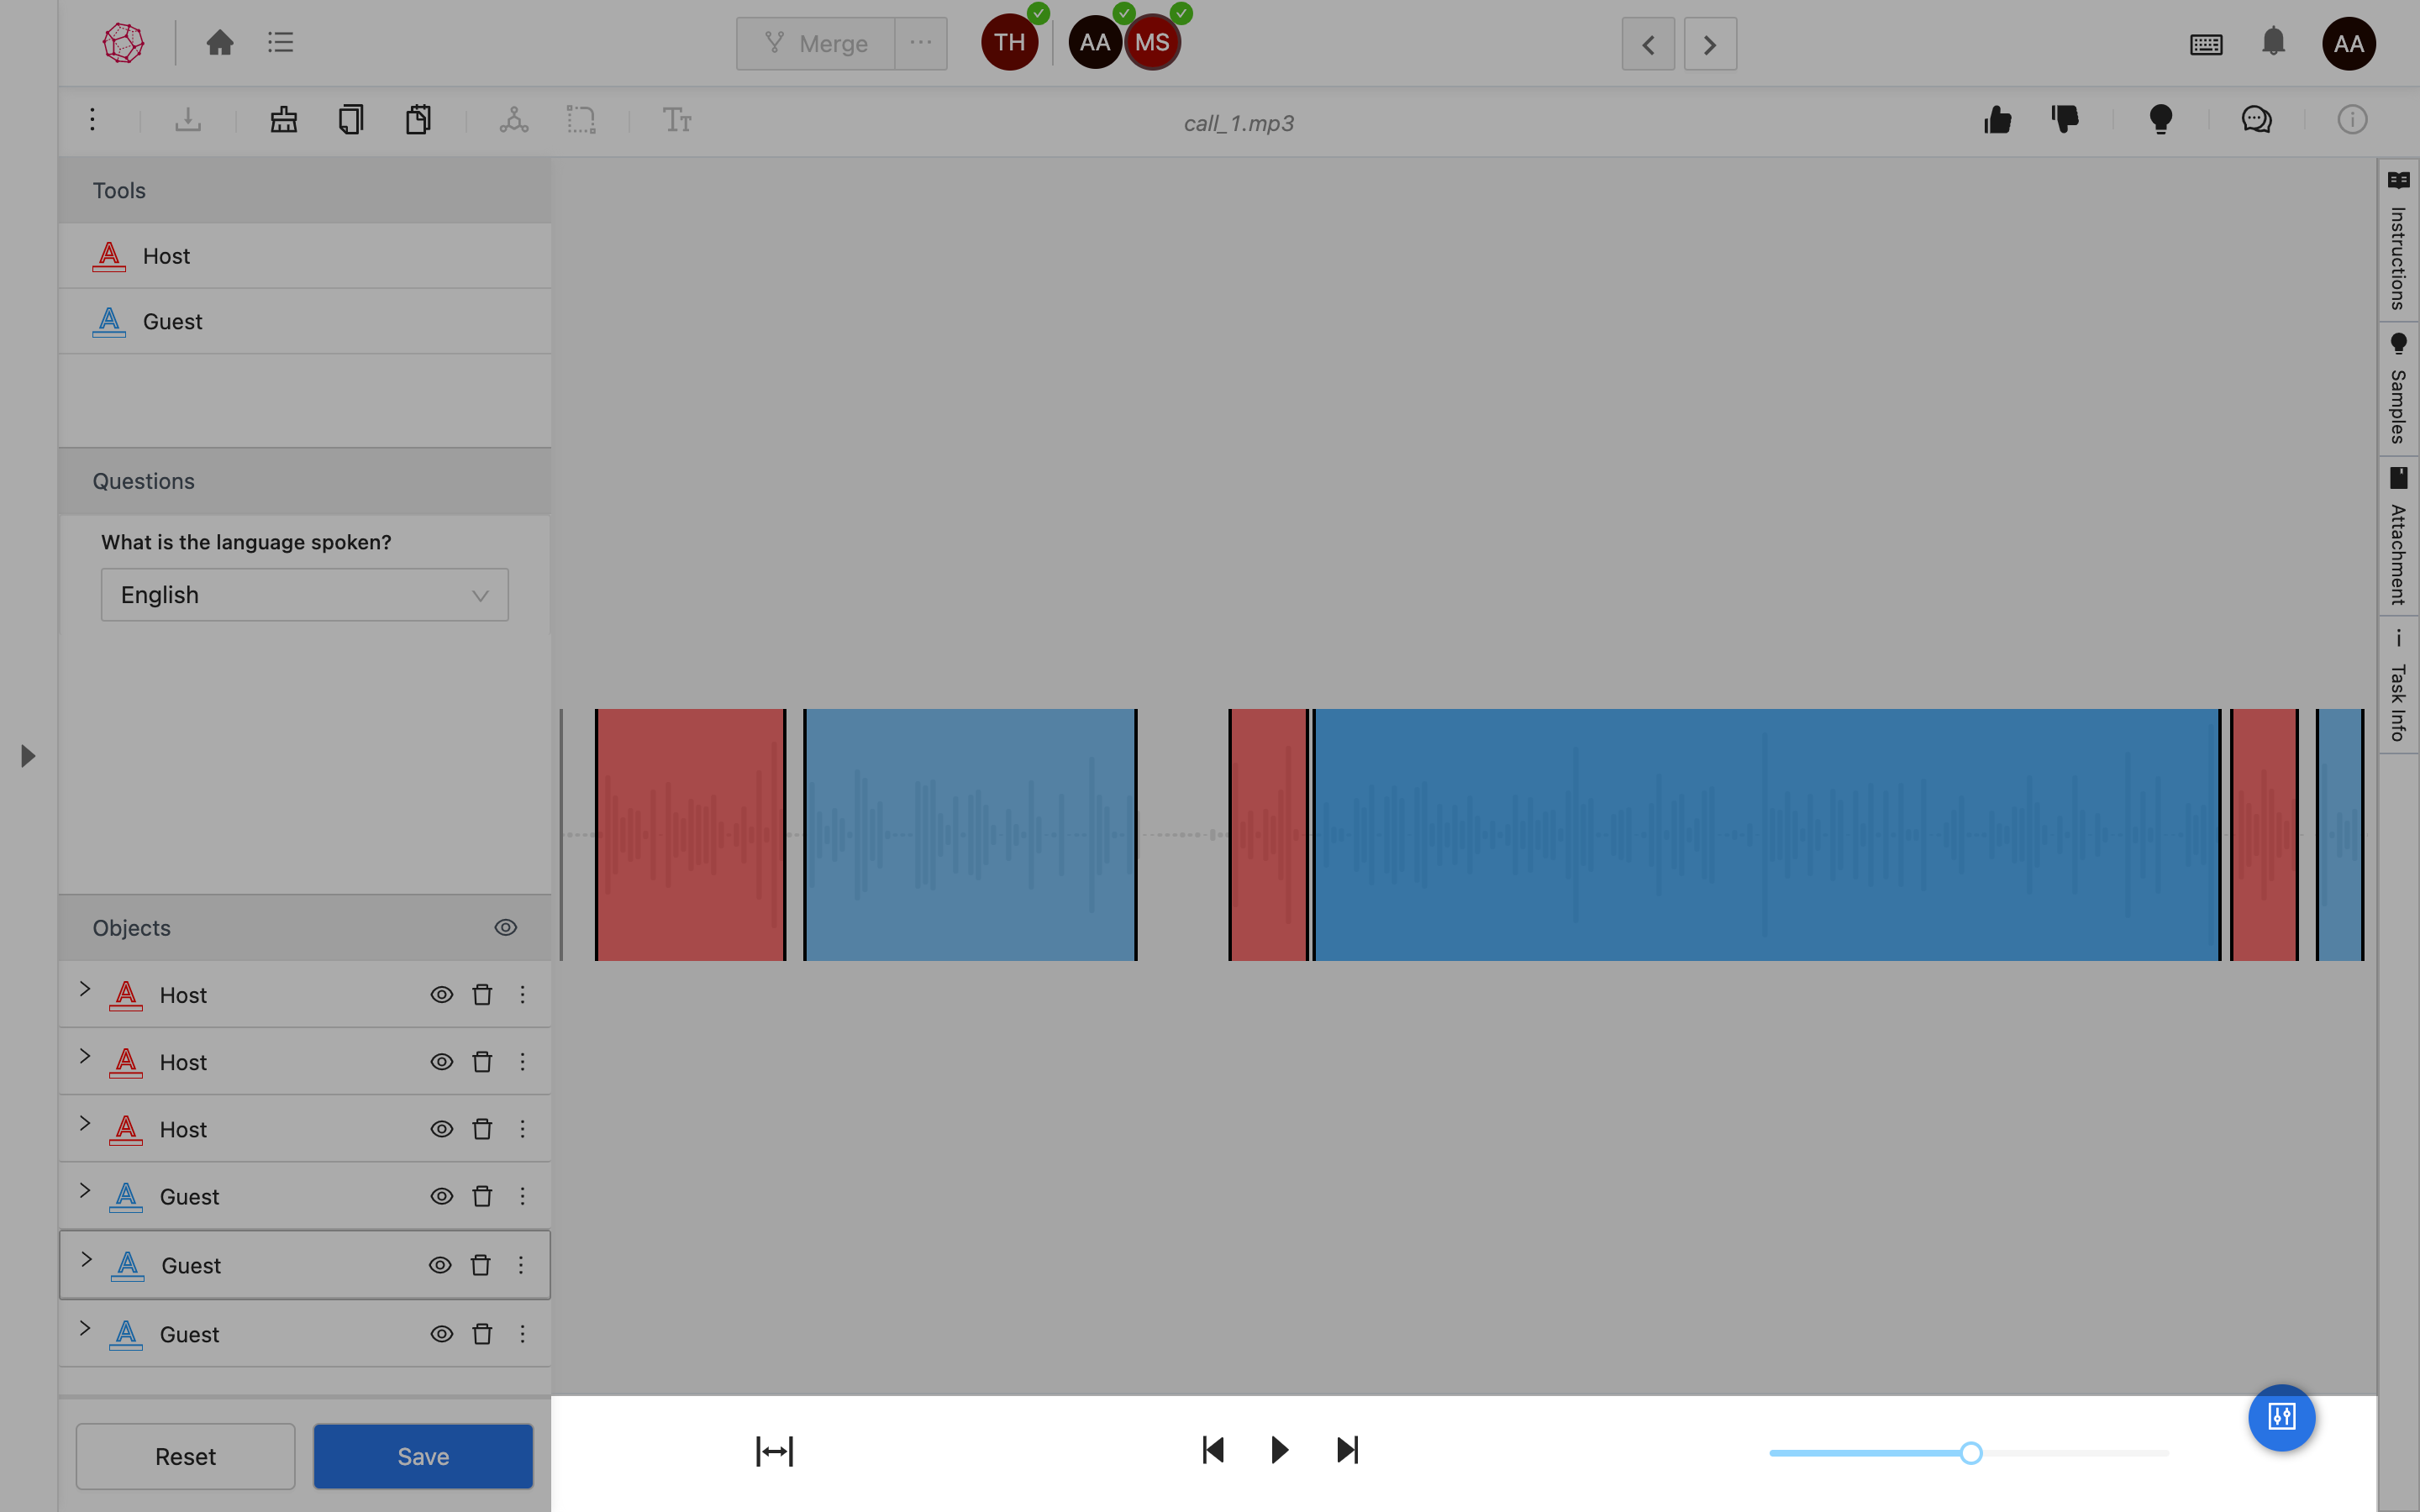 Merge
TH
AA
MS
AA
call_1.mp3
Tools
Host
Guest
Questions
What is the language spoken?
English
Objects
Host
Host
Host
Guest
Guest
Guest
Reset
Save
Instructions
Samples
Attachment
Task Info